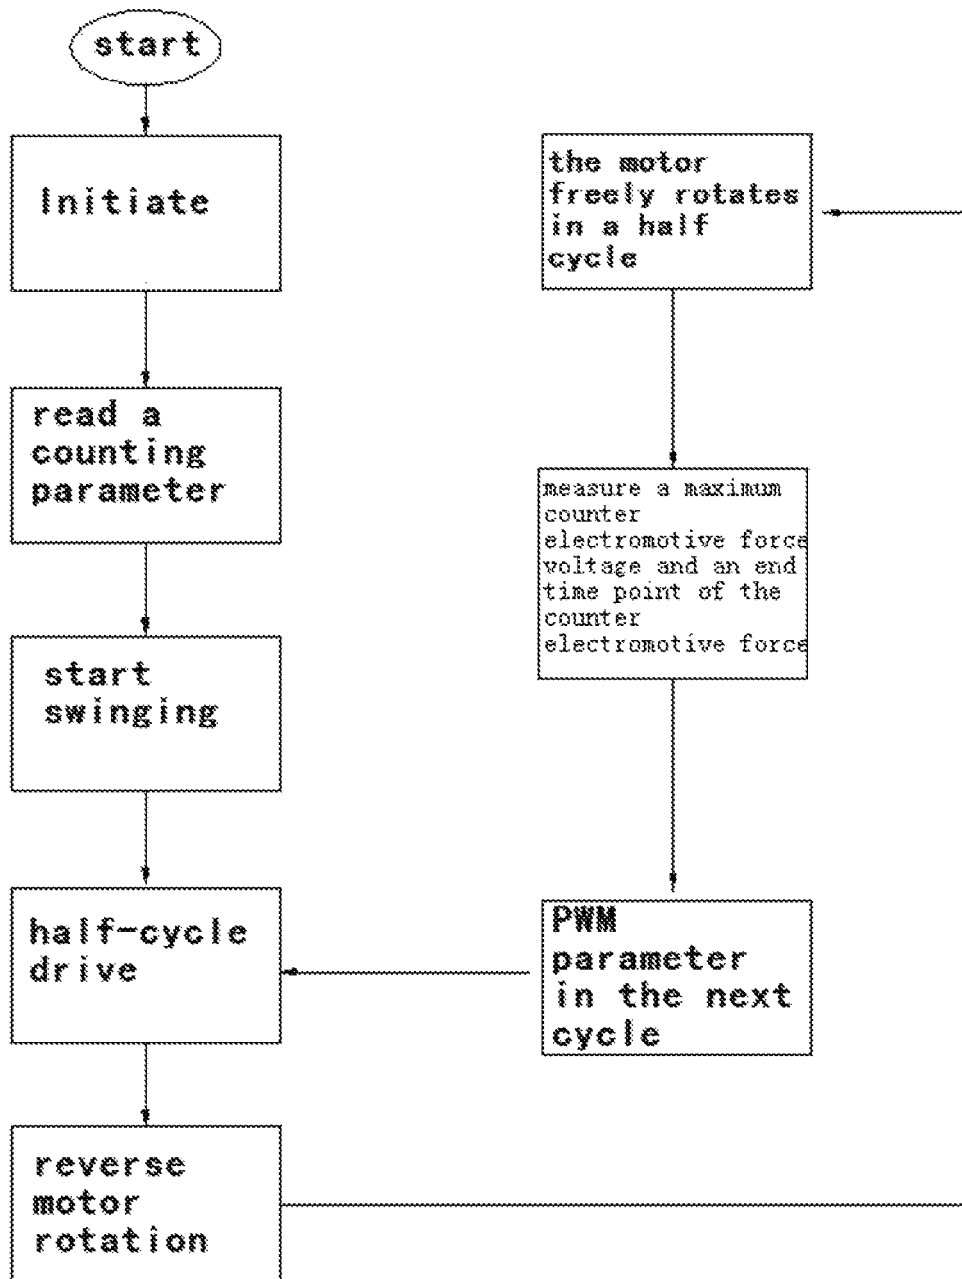 start
Initiate
read a
counting
parameter
start
swinging
half-cycle
drive
reverse
motor
rotation
the motor
freely rotates
in a half
cycle
measure a maximum
counter
electromotive force
voltage and an end
time point of the
counter
electromotive force
PWM
parameter
in the next
cycle